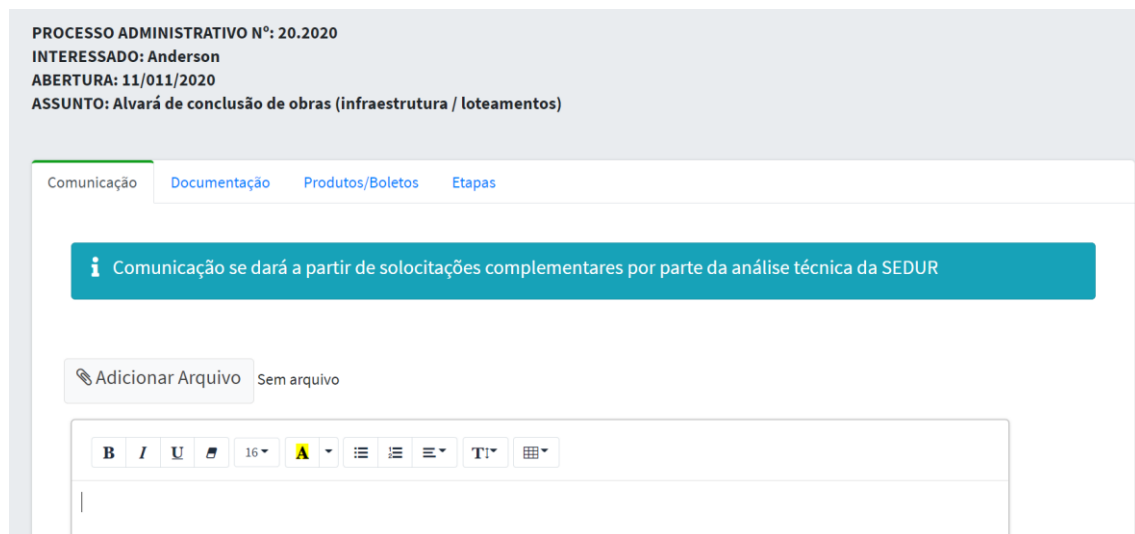 PROCESSO ADMINISTRATIVO Nº: 20.2020
INTERESSADO: Anderson
ABERTURA: 11/011/2020
ASSUNTO: Alvará de conclusão de obras (infraestrutura / loteamentos)
Comunicação Documentação Produtos/Boletos Etapas
Comunicação se dará a partir de solocitações complementares por parte da análise técnica da SEDUR
Adicionar Arquivo Sem arquivo
B I U 16 A T